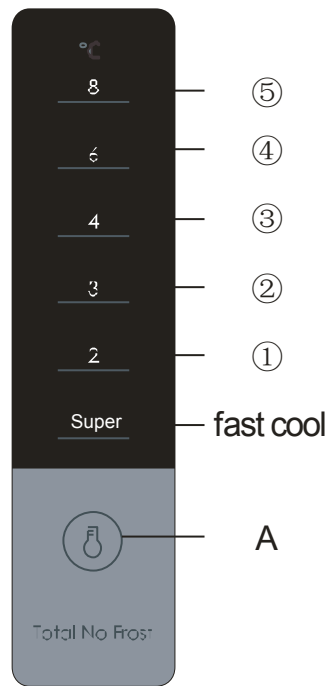 °C
8 ⑤
6 ④
4 ③
3 ②
2 ①
Super fast cool
A
Total No Frost